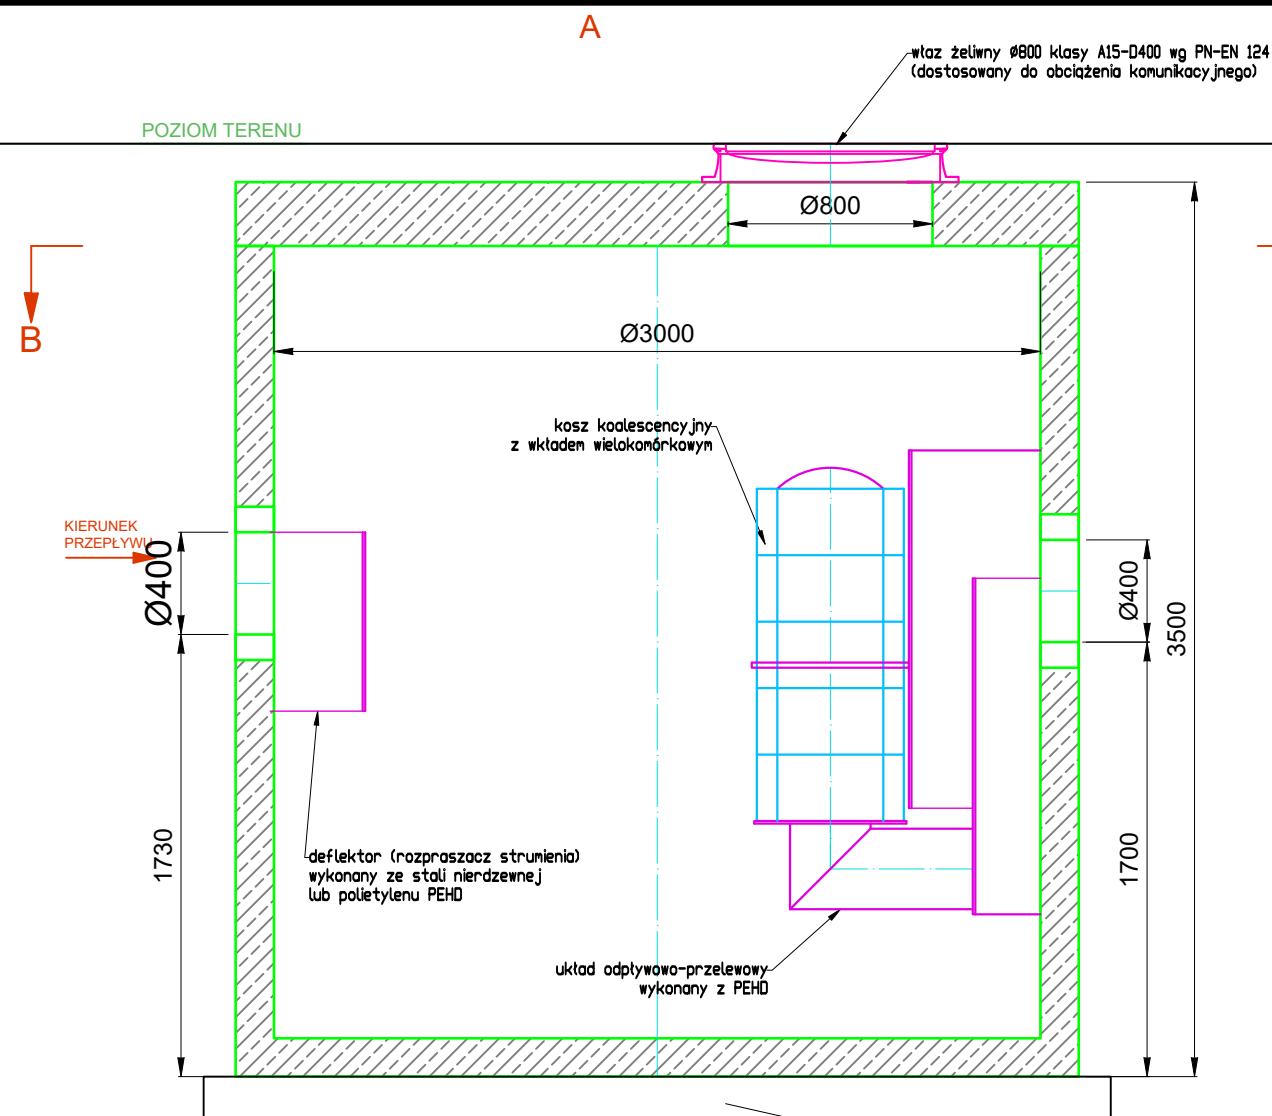 A
właz żeliwny Ø800 klasy A15-D400 wg PN-EN 124
(dostosowany do obciążenia komunikacyjnego)
POZIOM TERENU
Ø800
B
Ø3000
kosz koalescencyjny
z wkładem wielokomórkowym
KIERUNEK
PRZEPŁYWU
Ø400
Ø400
3500
1730
1700
deflektor (rozpraszacz strumienia)
wykonany ze stali nierdzewnej
lub polietylenu PEHD
układ odpływowo-przelewowy
wykonany z PEHD